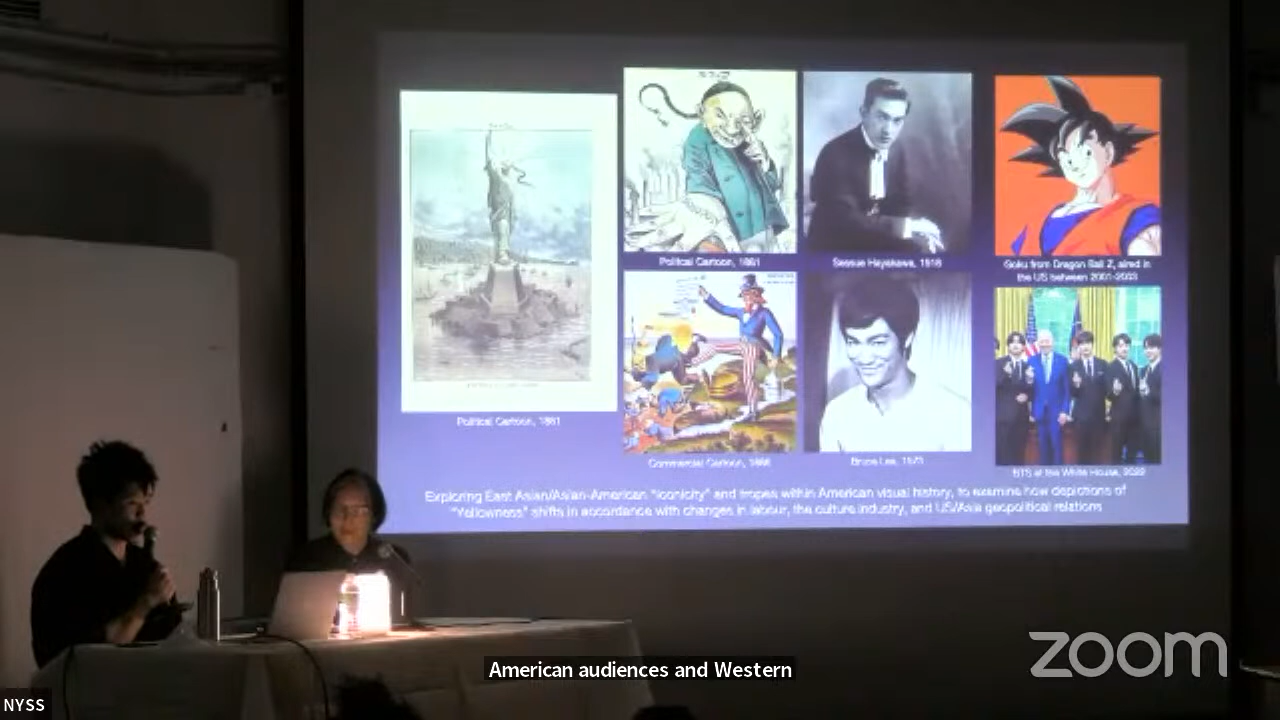 Political Cartoon, 1881
Political Cartoon, 1881
Sessue Hayakawa, 1918
Goku from Dragon Ball Z, aired in
the US between 2001-2003
Commercial Cartoon, 1886
Bruce Lee, 1973
BTS at the White House, 2022
Exploring East Asian/Asian-American "iconicity" and tropes within American visual history, to examine how depictions of
"Yellowness" shifts in accordance with changes in labour, the culture industry, and US/Asia geopolitical relations
American audiences and Western
zoom
NYSS